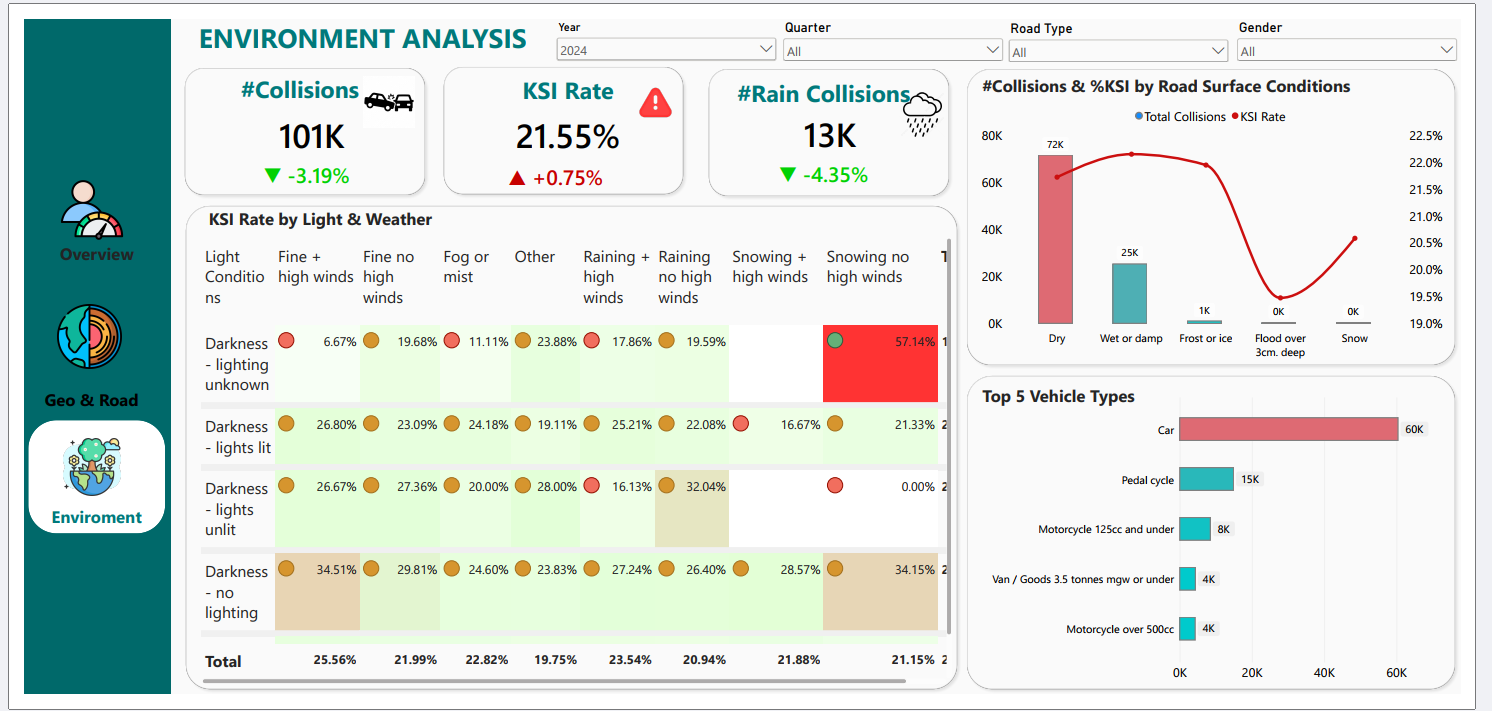 ENVIRONMENT ANALYSIS
Year
2024
Quarter
All
Road Type
All
Gender
All
Overview
Geo & Road
Enviroment
#Collisions
101K
▼ -3.19%
KSI Rate
21.55%
▲ +0.75%
#Rain Collisions
13K
▼ -4.35%
KSI Rate by Light & Weather
Light
Conditio
ns
Fine +
high winds
Fine no
high
winds
Fog or
mist
Other
Raining +
high
winds
Raining
no high
winds
Snowing +
high winds
Snowing no
high winds
Darkness
- lighting
unknown
6.67% 19.68% 11.11% 23.88% 17.86% 19.59% 57.14%
Darkness
- lights lit
26.80% 23.09% 24.18% 19.11% 25.21% 22.08% 16.67% 21.33%
Darkness
- lights
unlit
26.67% 27.36% 20.00% 28.00% 16.13% 32.04% 0.00%
Darkness
- no
lighting
34.51% 29.81% 24.60% 23.83% 27.24% 26.40% 28.57% 34.15%
Total 25.56% 21.99% 22.82% 19.75% 23.54% 20.94% 21.88% 21.15%
#Collisions & %KSI by Road Surface Conditions
Total Collisions KSI Rate
80K
60K
40K
20K
0K
72K
25K
1K
0K
0K
22.5%
22.0%
21.5%
21.0%
20.5%
20.0%
19.5%
19.0%
Dry
Wet or damp
Frost or ice
Flood over
3cm. deep
Snow
Top 5 Vehicle Types
Car 60K
Pedal cycle 15K
Motorcycle 125cc and under 8K
Van / Goods 3.5 tonnes mgw or under 4K
Motorcycle over 500cc 4K
0K 20K 40K 60K